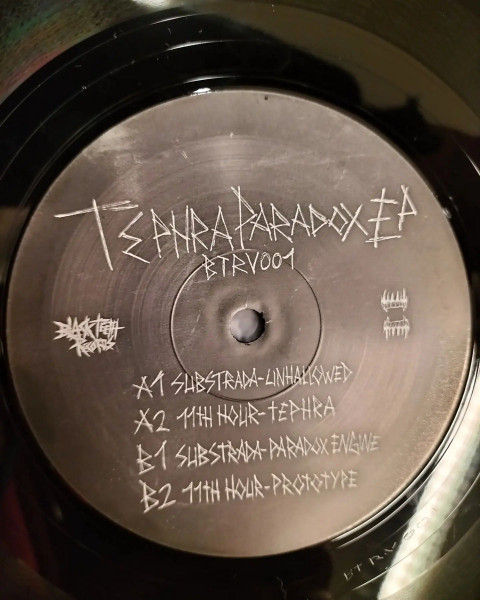 TEPHRA PARADOX EP
BTRV001
BLACK TEETH
RECORDS
A1 SUBSTRADA-UNHALLOWED
A2 11TH HOUR-TEPHRA
B1 SUBSTRADA-PARADOX ENGINE
B2 11TH HOUR-PROTOTYPE